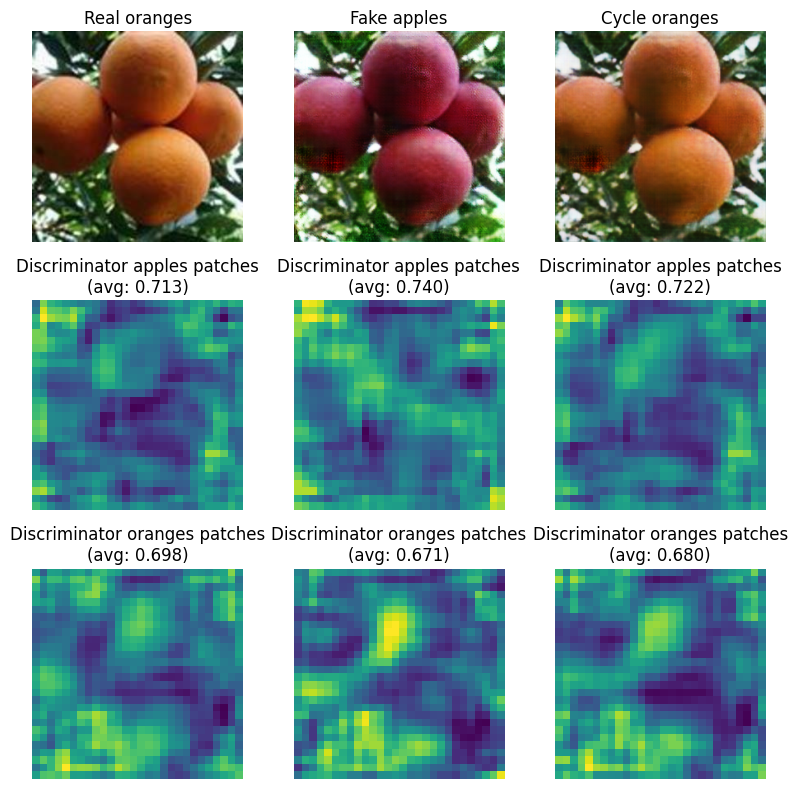 Real oranges
Fake apples
Cycle oranges
Discriminator apples patches
(avg: 0.713)
Discriminator apples patches
(avg: 0.740)
Discriminator apples patches
(avg: 0.722)
Discriminator oranges patches
(avg: 0.698)
Discriminator oranges patches
(avg: 0.671)
Discriminator oranges patches
(avg: 0.680)